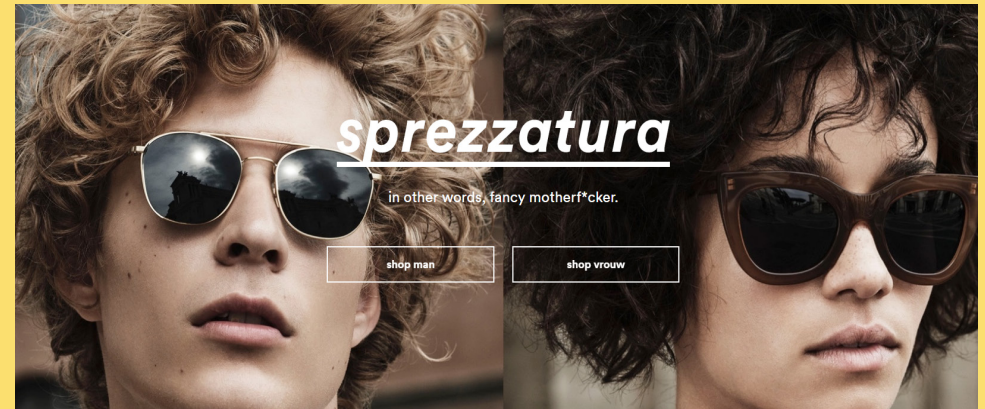 sprezzatura
in other words, fancy motherf*cker.
shop man
shop vrouw